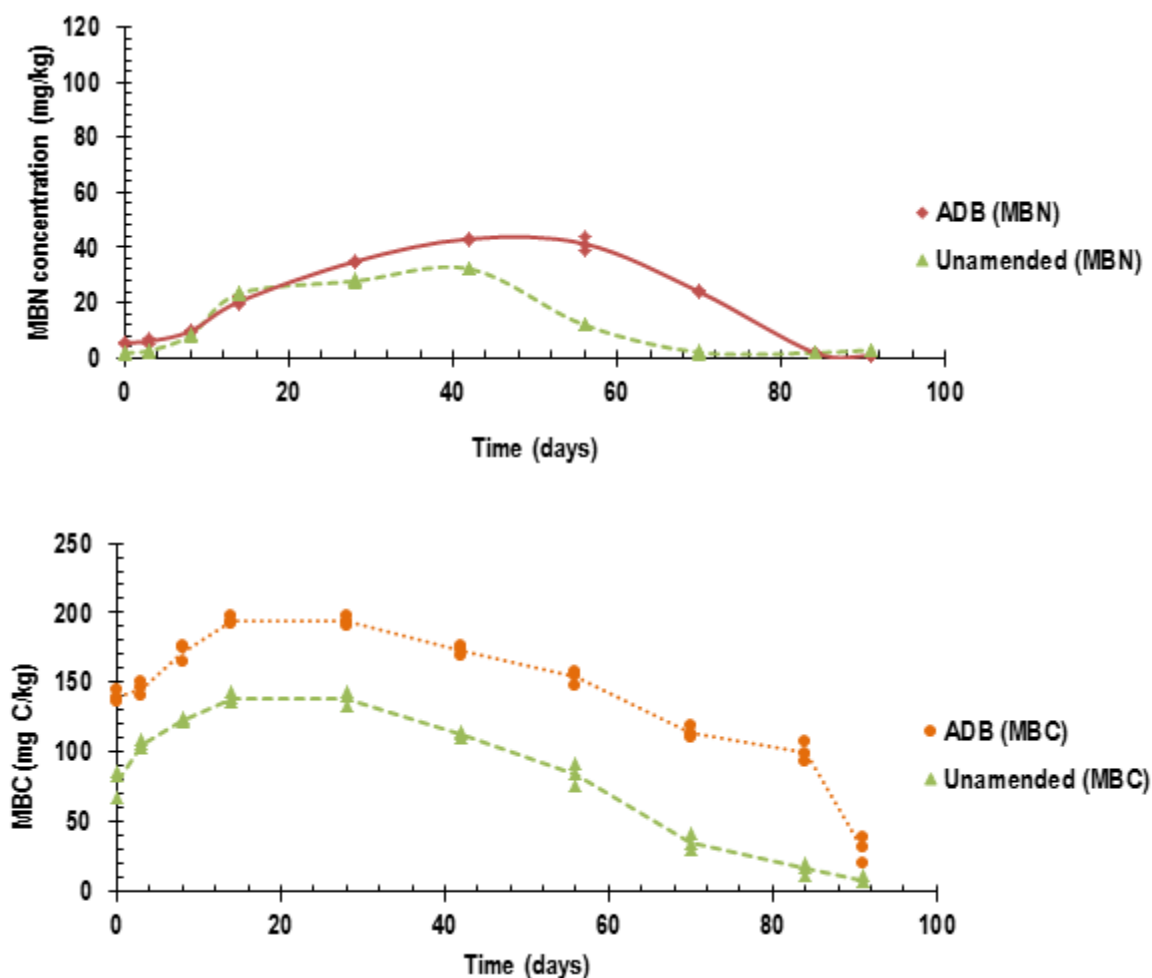 MBN concentration (mg/kg)
120
100
80
60
40
20
0
0 20 40 60 80 100
Time (days)
ADB (MBN)
Unamended (MBN)
MBC (mg C/kg)
250
200
150
100
50
0
0 20 40 60 80 100
Time (days)
ADB (MBC)
Unamended (MBC)